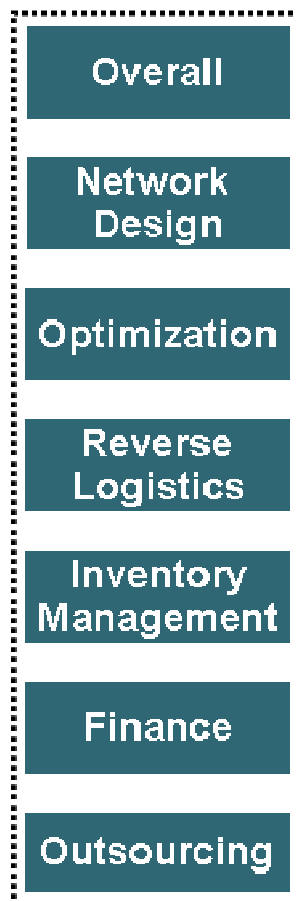 Overall
Network
Design
Optimization
Reverse
Logistics
Inventory
Management
Finance
Outsourcing